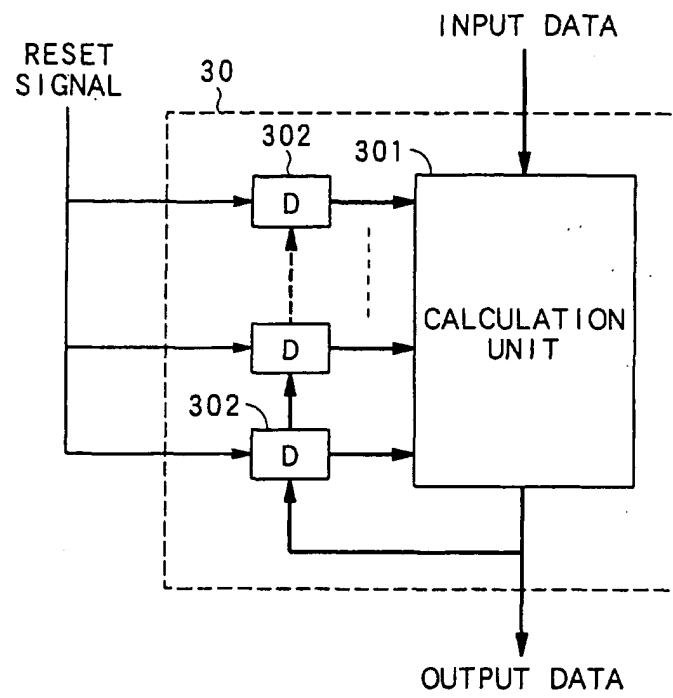 INPUT DATA
RESET
SIGNAL
30
302
301
D
CALCULATION
UNIT
D
302
D
OUTPUT DATA